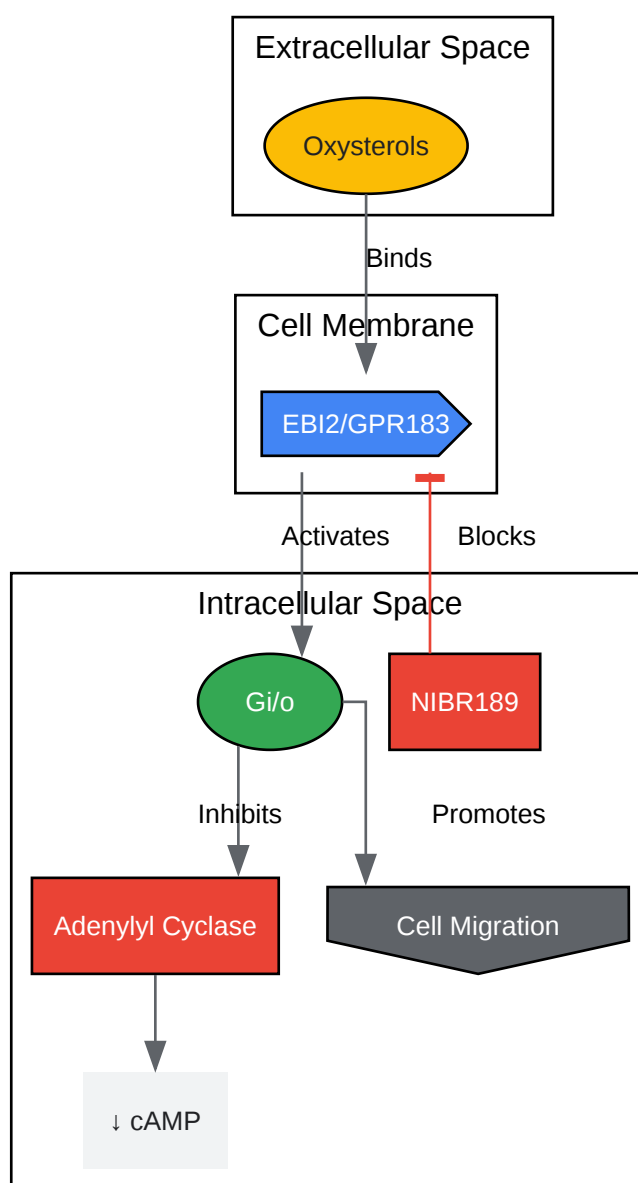 Extracellular Space
Oxysterols
Binds
Cell Membrane
EBI2/GPR183
Activates
Blocks
Intracellular Space
Gi/o
NIBR189
Inhibits
Promotes
Adenylyl Cyclase
Cell Migration
↓ cAMP